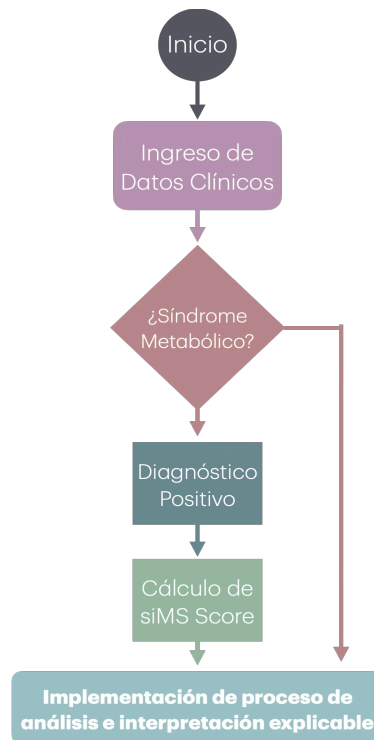 Inicio
Ingreso de
Datos Clínicos
¿Síndrome
Metabólico?
Diagnóstico
Positivo
Cálculo de
siMS Score
Implementación de proceso de
análisis e interpretación explicable